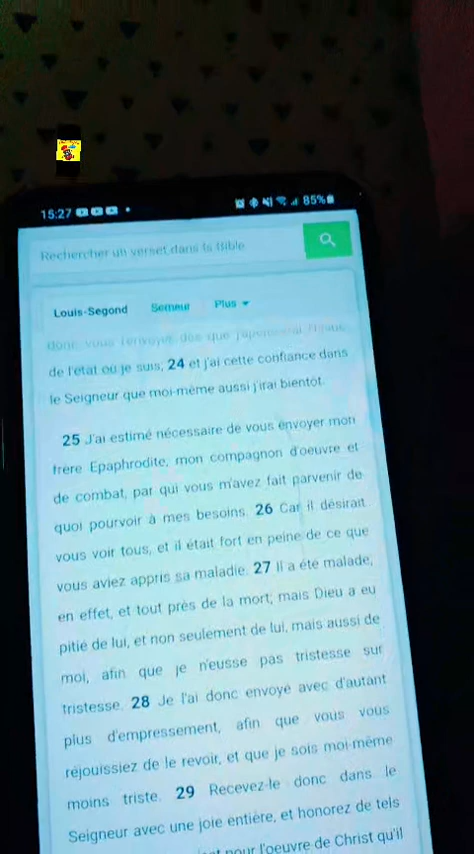 15:27
85%
Rechercher un verset dans la Bible
Louis-Segond Semeur Plus
donc vous l'envoyer dès que j'apercevrai l'issue
de l'état où je suis; 24 et j'ai cette confiance dans
le Seigneur que moi-même aussi j'irai bientôt.
25 J'ai estimé nécessaire de vous envoyer mon
frère Epaphrodite, mon compagnon d'oeuvre et
de combat, par qui vous m'avez fait parvenir de
quoi pourvoir à mes besoins. 26 Car il désirait
vous voir tous, et il était fort en peine de ce que
vous aviez appris sa maladie. 27 Il a été malade,
en effet, et tout près de la mort; mais Dieu a eu
pitié de lui, et non seulement de lui, mais aussi de
moi, afin que je n'eusse pas tristesse sur
tristesse. 28 Je l'ai donc envoyé avec d'autant
plus d'empressement, afin que vous vous
réjouissiez de le revoir, et que je sois moi-même
moins triste. 29 Recevez-le donc dans le
Seigneur avec une joie entière, et honorez de tels
pour l'oeuvre de Christ qu'il